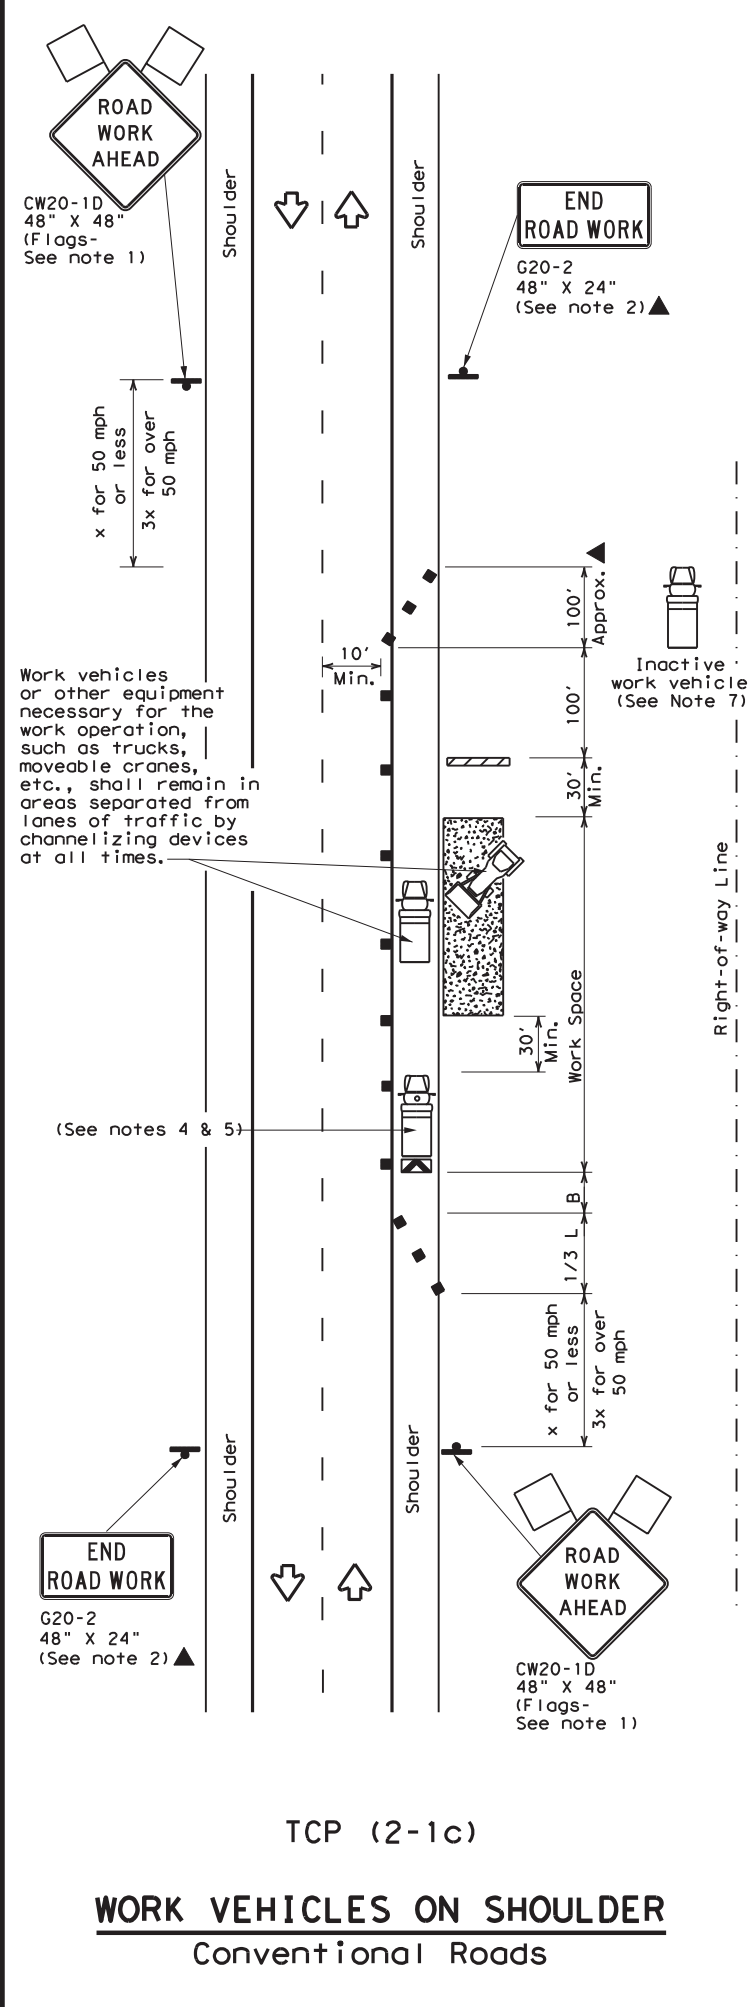 ROAD
WORK
AHEAD
CW20-1D
48" X 48"
(Flags-
See note 1)
Shoulder
Shoulder
END
ROAD WORK
G20-2
48" X 24"
(See note 2)
x for 50 mph
or less
3x for over
50 mph
100'
Approx.
Inactive
work vehicle
(See Note 7)
10'
Min.
100'
Work vehicles
or other equipment
necessary for the
work operation,
such as trucks,
moveable cranes,
etc., shall remain in
areas separated from
lanes of traffic by
channelizing devices
at all times.
30'
Min.
Right-of-way Line
Work Space
30'
Min.
(See notes 4 & 5)
B
1/3 L
x for 50 mph
or less
3x for over
50 mph
Shoulder
Shoulder
END
ROAD WORK
G20-2
48" X 24"
(See note 2)
ROAD
WORK
AHEAD
CW20-1D
48" X 48"
(Flags-
See note 1)
TCP (2-1c)
WORK VEHICLES ON SHOULDER
Conventional Roads